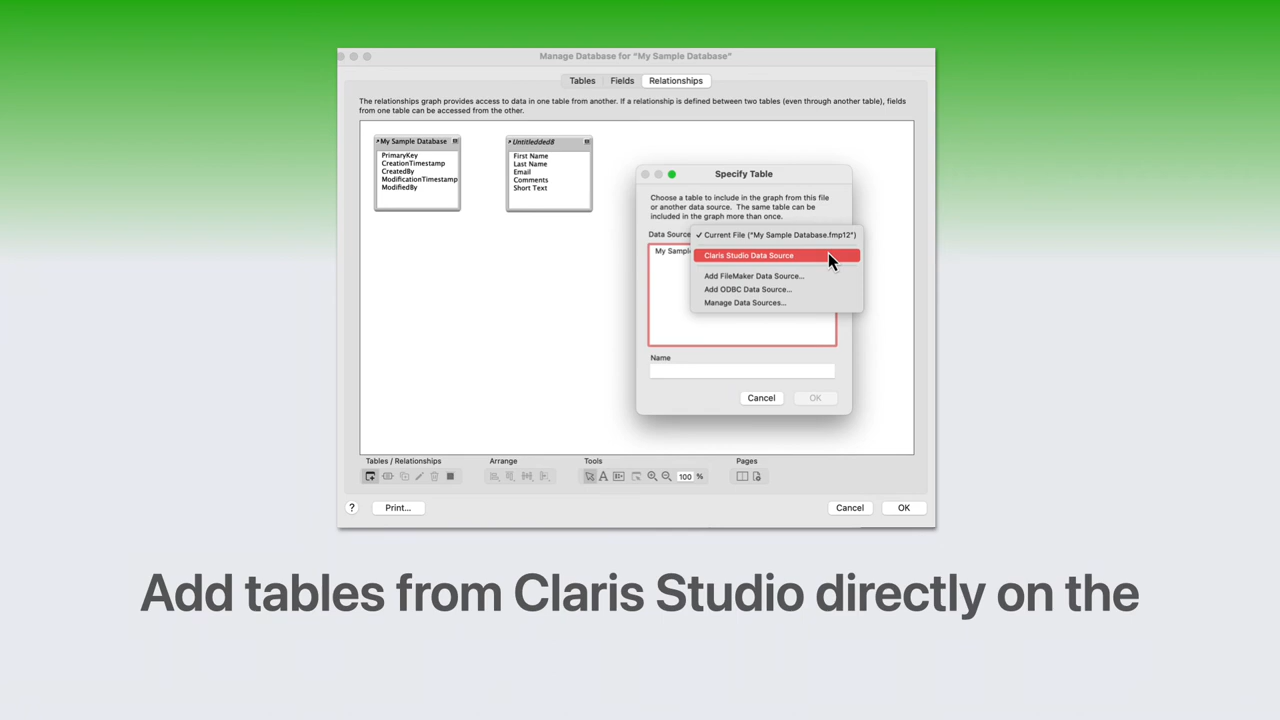 Manage Database for “My Sample Database”
Tables Fields Relationships
The relationships graph provides access to data in one table from another. If a relationship is defined between two tables (even through another table), fields
from one table can be accessed from the other.
My Sample Database
PrimaryKey
CreationTimestamp
CreatedBy
ModificationTimestamp
ModifiedBy
Untitleddd8
First Name
Last Name
Email
Comments
Short Text
Specify Table
Choose a table to include in the graph from this file
or another data source. The same table can be
included in the graph more than once.
Data Source
✓ Current File (“My Sample Database.fmp12”)
My Sample
Claris Studio Data Source
Add FileMaker Data Source...
Add ODBC Data Source...
Manage Data Sources...
Name
Cancel OK
Tables / Relationships Arrange Tools Pages
100 %
? Print... Cancel OK
Add tables from Claris Studio directly on the